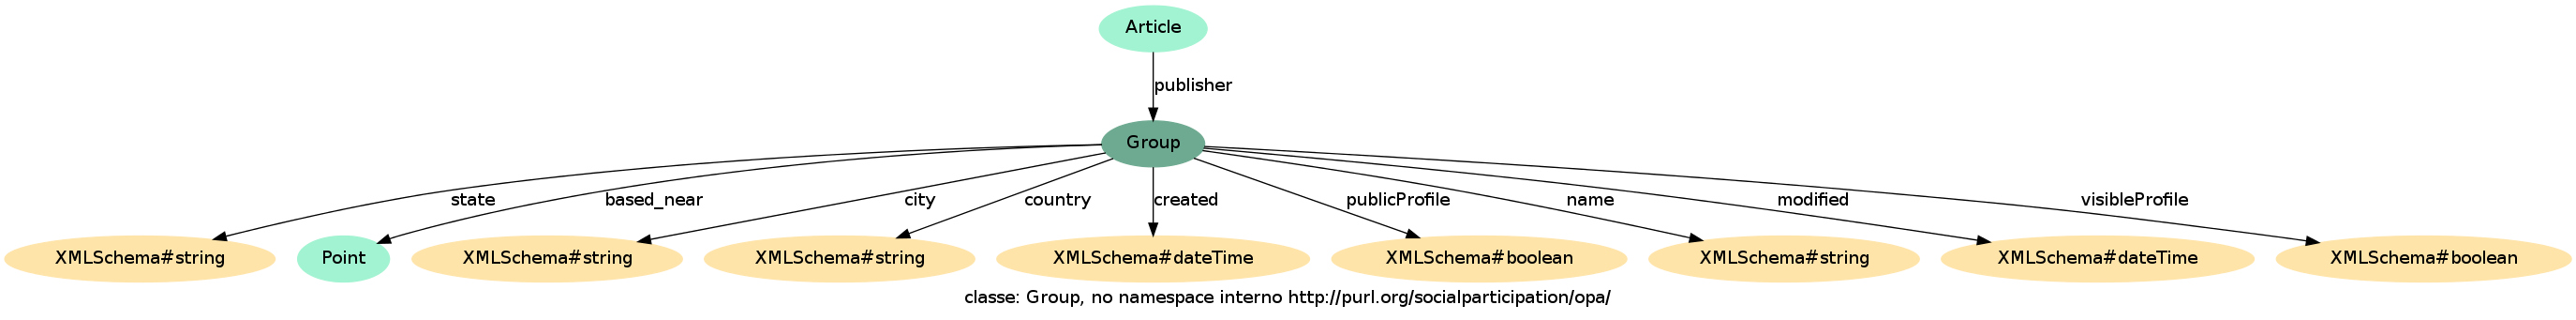 Article
publisher
Group
state
based_near
city
country
created
publicProfile
name
modified
visibleProfile
XMLSchema#string
Point
XMLSchema#string
XMLSchema#string
XMLSchema#dateTime
XMLSchema#boolean
XMLSchema#string
XMLSchema#dateTime
XMLSchema#boolean
classe: Group, no namespace interno http://purl.org/socialparticipation/opa/